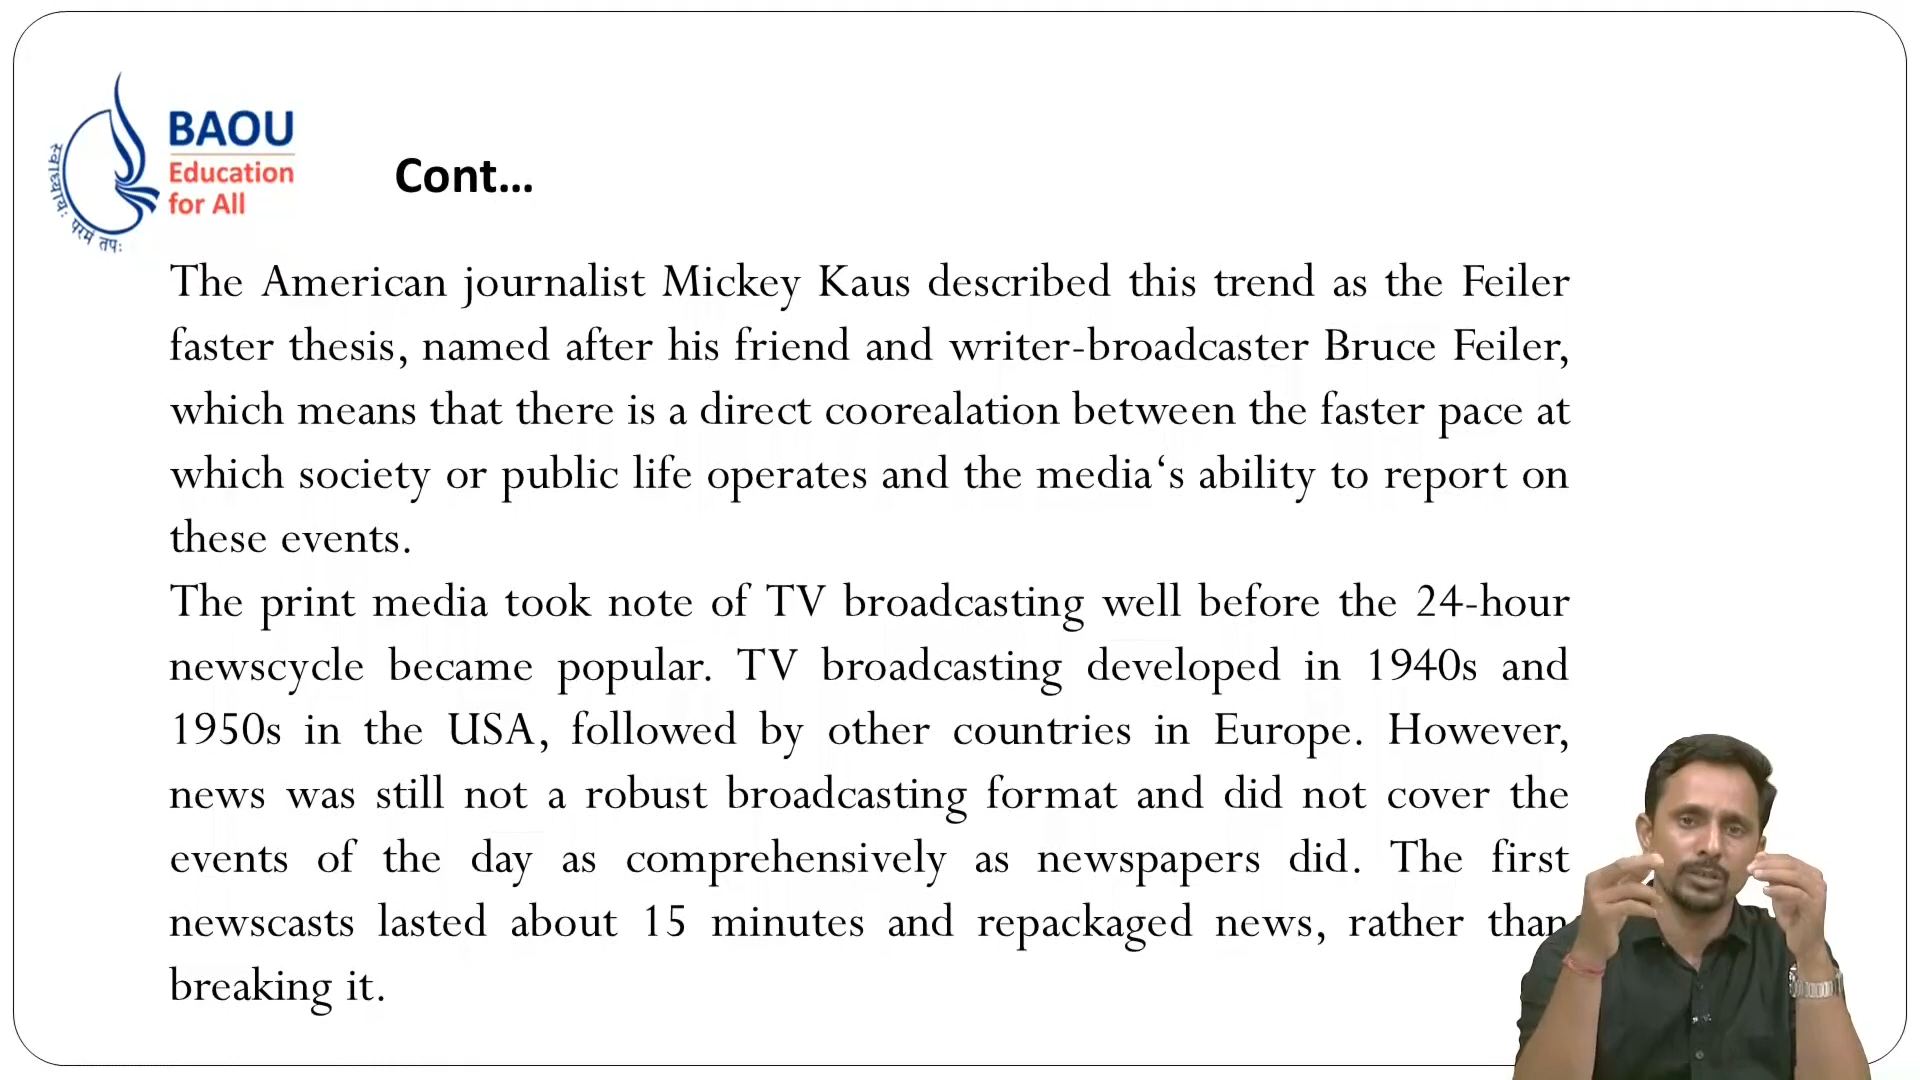 BAOU
Education
for All
स्वाध्यायः परमं तपः
Cont...
The American journalist Mickey Kaus described this trend as the Feiler
faster thesis, named after his friend and writer-broadcaster Bruce Feiler,
which means that there is a direct coorealation between the faster pace at
which society or public life operates and the media‘s ability to report on
these events.
The print media took note of TV broadcasting well before the 24-hour
newscycle became popular. TV broadcasting developed in 1940s and
1950s in the USA, followed by other countries in Europe. However,
news was still not a robust broadcasting format and did not cover the
events of the day as comprehensively as newspapers did. The first
newscasts lasted about 15 minutes and repackaged news, rather than
breaking it.